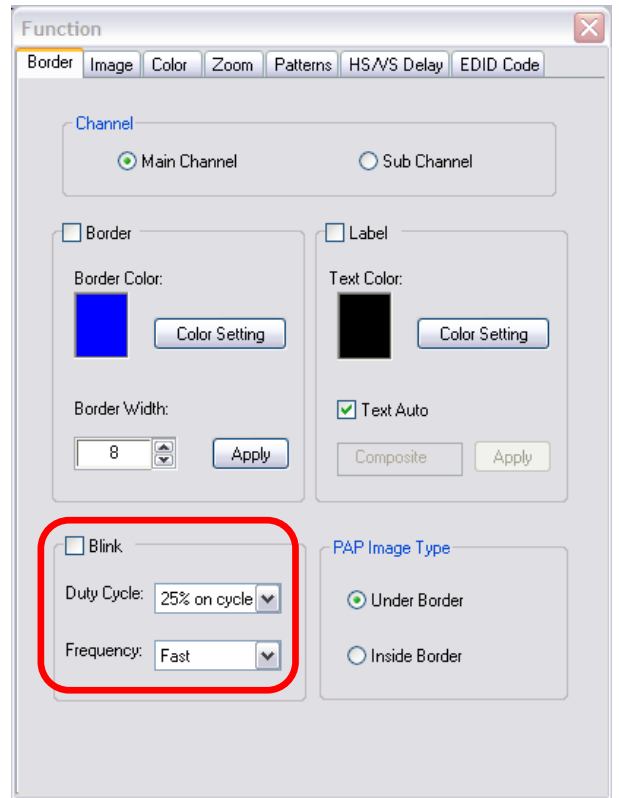 Function
Border Image Color Zoom Patterns HS/VS Delay EDID Code
Channel
Main Channel Sub Channel
Border Label
Border Color: Text Color:
Color Setting Color Setting
Border Width: Text Auto
8 Apply Composite Apply
Blink PAP Image Type
Duty Cycle: 25% on cycle Under Border
Frequency: Fast Inside Border